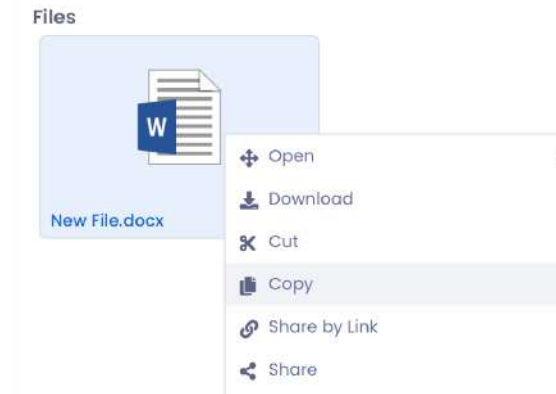 Files
W
New File.docx
Open
Download
Cut
Copy
Share by Link
Share